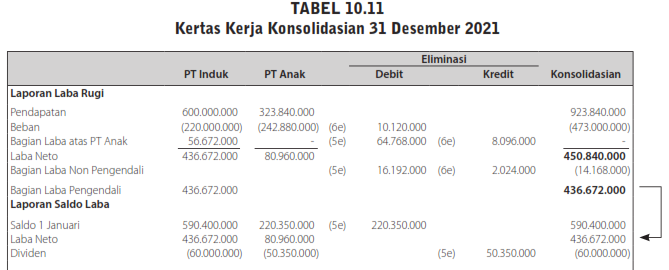 TABEL 10.11
Kertas Kerja Konsolidasian 31 Desember 2021
Eliminasi
PT Induk PT Anak Debit Kredit Konsolidasian
Laporan Laba Rugi
Pendapatan 600.000.000 323.840.000 923.840.000
Beban (220.000.000) (242.880.000) (6e) 10.120.000 (473.000.000)
Bagian Laba atas PT Anak 56.672.000 - (5e) 64.768.000 (6e) 8.096.000 -
Laba Neto 436.672.000 80.960.000 450.840.000
Bagian Laba Non Pengendali (5e) 16.192.000 (6e) 2.024.000 (14.168.000)
Bagian Laba Pengendali 436.672.000 436.672.000
Laporan Saldo Laba
Saldo 1 Januari 590.400.000 220.350.000 (5e) 220.350.000 590.400.000
Laba Neto 436.672.000 80.960.000 436.672.000
Dividen (60.000.000) (50.350.000) (5e) 50.350.000 (60.000.000)